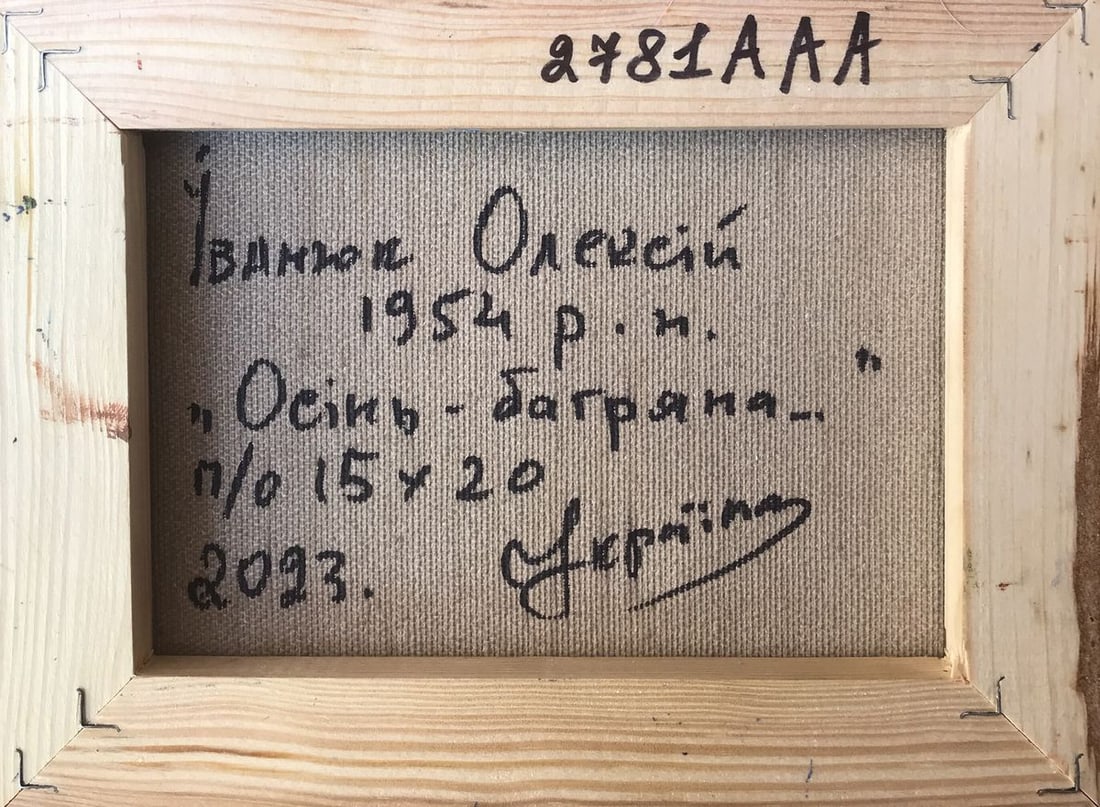 2781AAA
Іванюк Олексій
1954 р.н.
„Осінь - багряна..."
п/о 15х20
2023. Україна